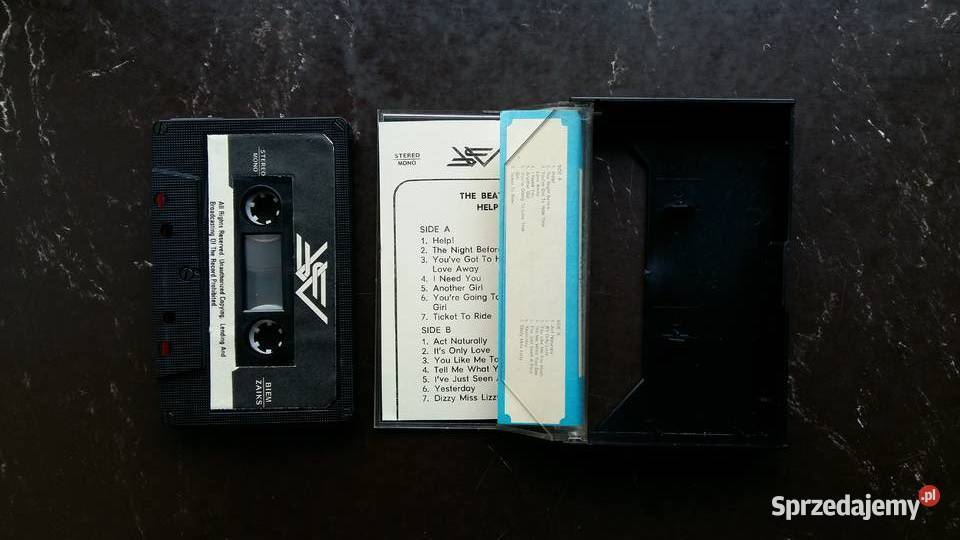 STEREO
MONO
All Rights Reserved. Unauthorized Copying, Lending And
Broadcasting Of The Record Prohibited
BIEM
ZAIKS
STEREO
MONO
THE BEA
HELP
SIDE A
1. Help!
2. The Night Befor
3. You've Got To H
Love Away
4. I Need You
5. Another Girl
6. You're Going To
Girl
7. Ticket To Ride
SIDE B
1. Act Naturally
2. It's Only Love
3. You Like Me To
4. Tell Me What Y
5. I've Just Seen
6. Yesterday
7. Dizzy Miss Lizz
Sprzedajemy.pl